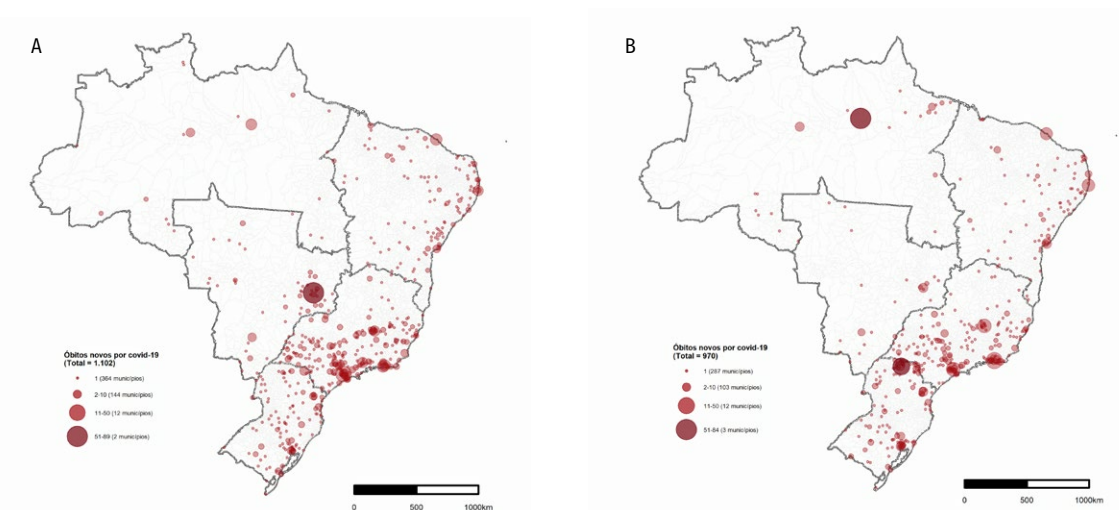 A
Óbitos novos por covid-19
(Total = 1.102)
1 (364 municípios)
2-10 (144 municípios)
11-50 (12 municípios)
51-89 (2 municípios)
0 500 1000km
B
Óbitos novos por covid-19
(Total = 970)
1 (287 municípios)
2-10 (103 municípios)
11-50 (12 municípios)
51-84 (3 municípios)
0 500 1000km